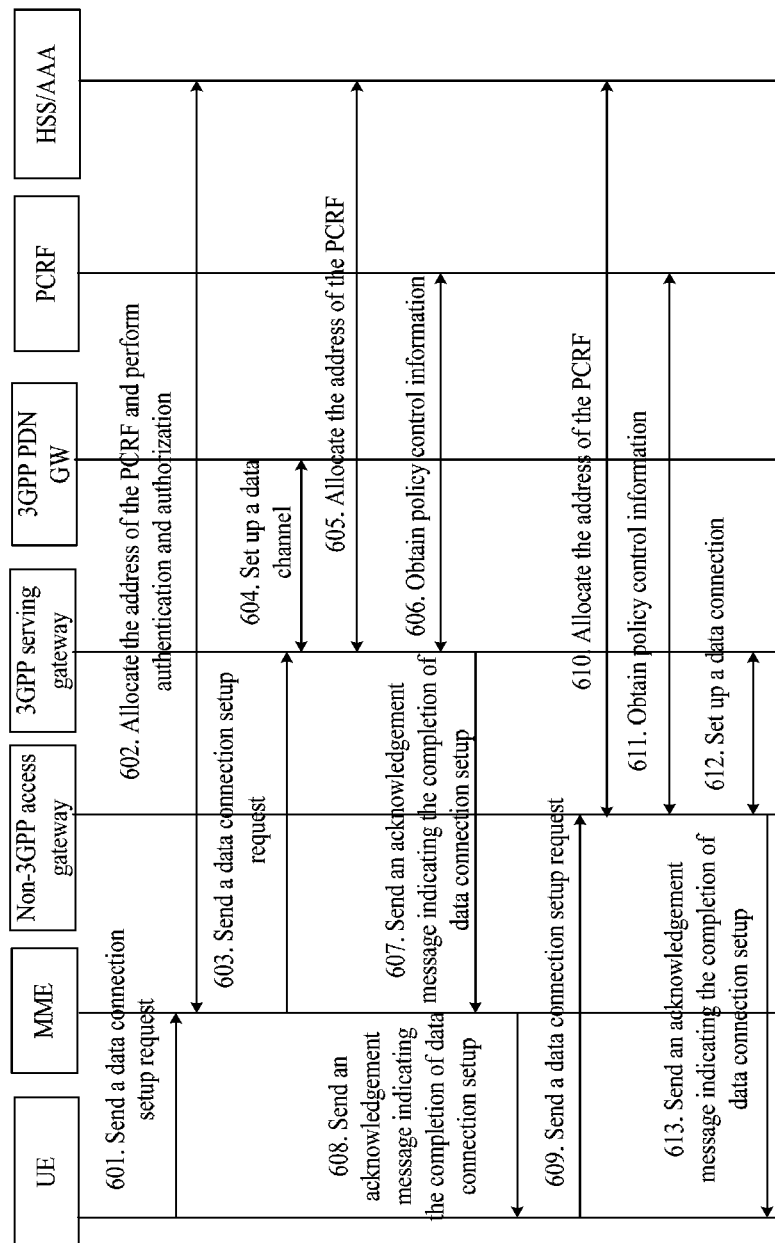 UE
MME
Non-3GPP access
gateway
3GPP serving
gateway
3GPP PDN
GW
PCRF
HSS/AAA
601. Send a data connection
setup request
602. Allocate the address of the PCRF and perform
authentication and authorization
603. Send a data connection setup
request
604. Set up a data
channel
605. Allocate the address of the PCRF
606. Obtain policy control information
607. Send an acknowledgement
message indicating the completion of
data connection setup
608. Send an
acknowledgement
message indicating
the completion of data
connection setup
609. Send a data connection setup request
610. Allocate the address of the PCRF
611. Obtain policy control information
612. Set up a data connection
613. Send an acknowledgement
message indicating the completion of
data connection setup